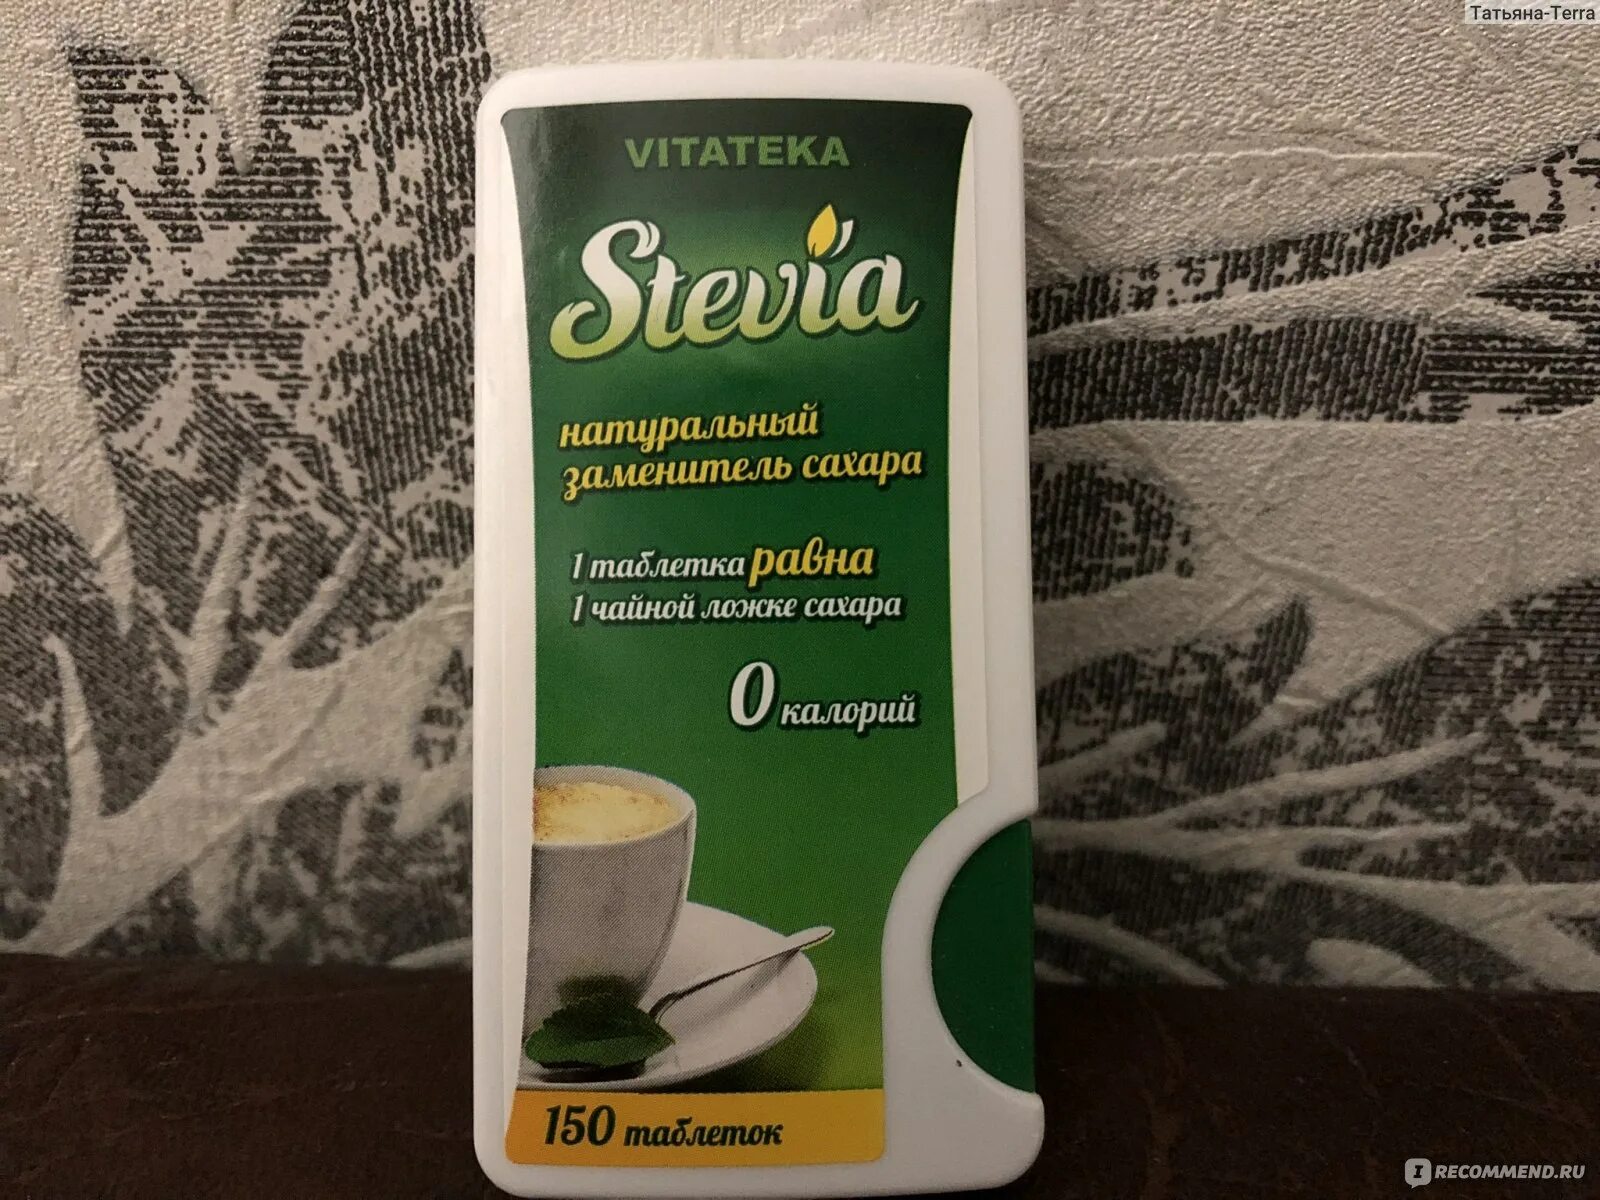 Татьяна-Terra
VITATEKA
Stevia
натуральный
заменитель сахара
1 таблетка равна
1 чайной ложке сахара
0 калорий
150 таблеток
IRECOMMEND.RU